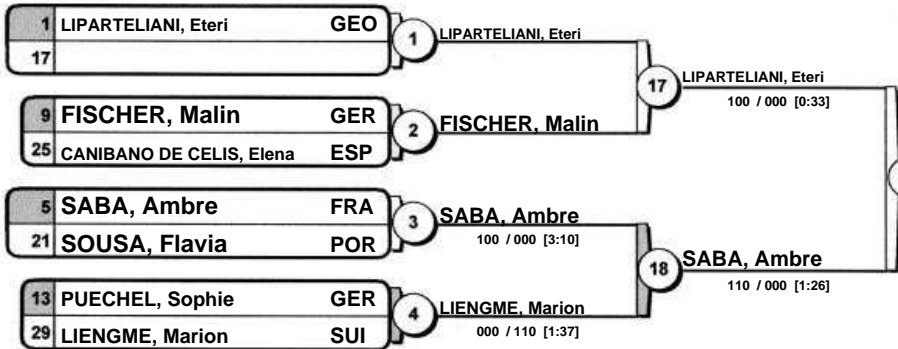 1 LIPARTELIANI, Eteri GEO
17
1 LIPARTELIANI, Eteri
9 FISCHER, Malin GER
25 CANIBANO DE CELIS, Elena ESP
2 FISCHER, Malin
17 LIPARTELIANI, Eteri
100 / 000 [0:33]
5 SABA, Ambre FRA
21 SOUSA, Flavia POR
3 SABA, Ambre
100 / 000 [3:10]
13 PUECHEL, Sophie GER
29 LIENGME, Marion SUI
4 LIENGME, Marion
000 / 110 [1:37]
18 SABA, Ambre
110 / 000 [1:26]